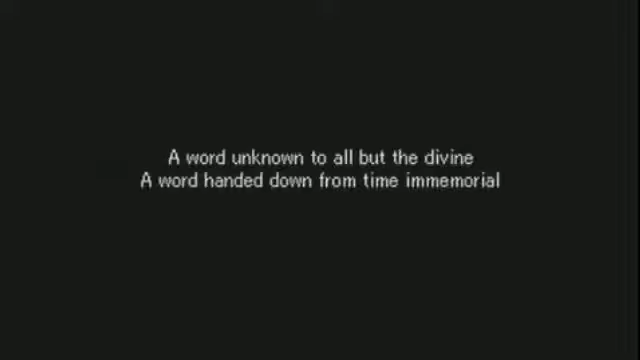 A word unknown to all but the divine
A word handed down from time immemorial